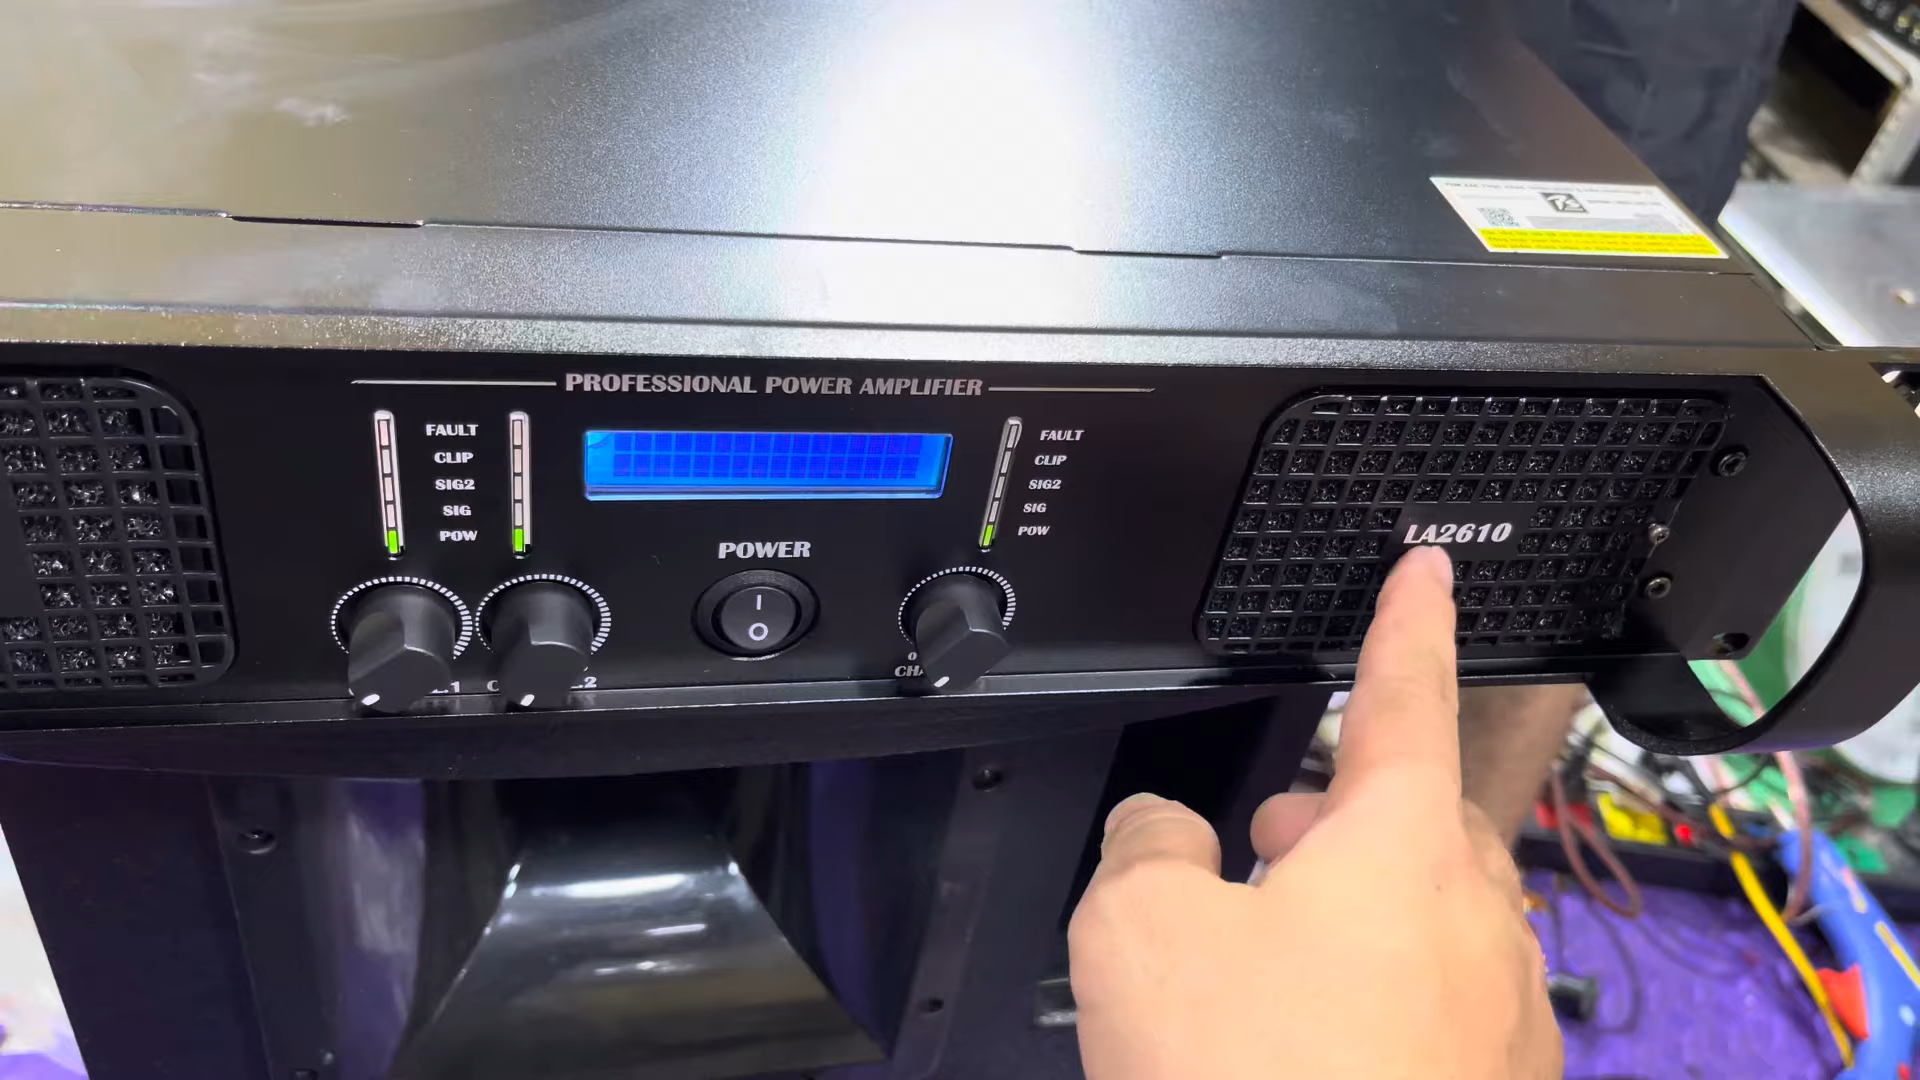 PROFESSIONAL POWER AMPLIFIER
FAULT
CLIP
SIG2
SIG
POW
FAULT
CLIP
SIG2
SIG
POW
POWER
I
O
LA2610